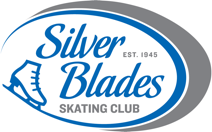 Silver
EST. 1945
Blades
SKATING CLUB